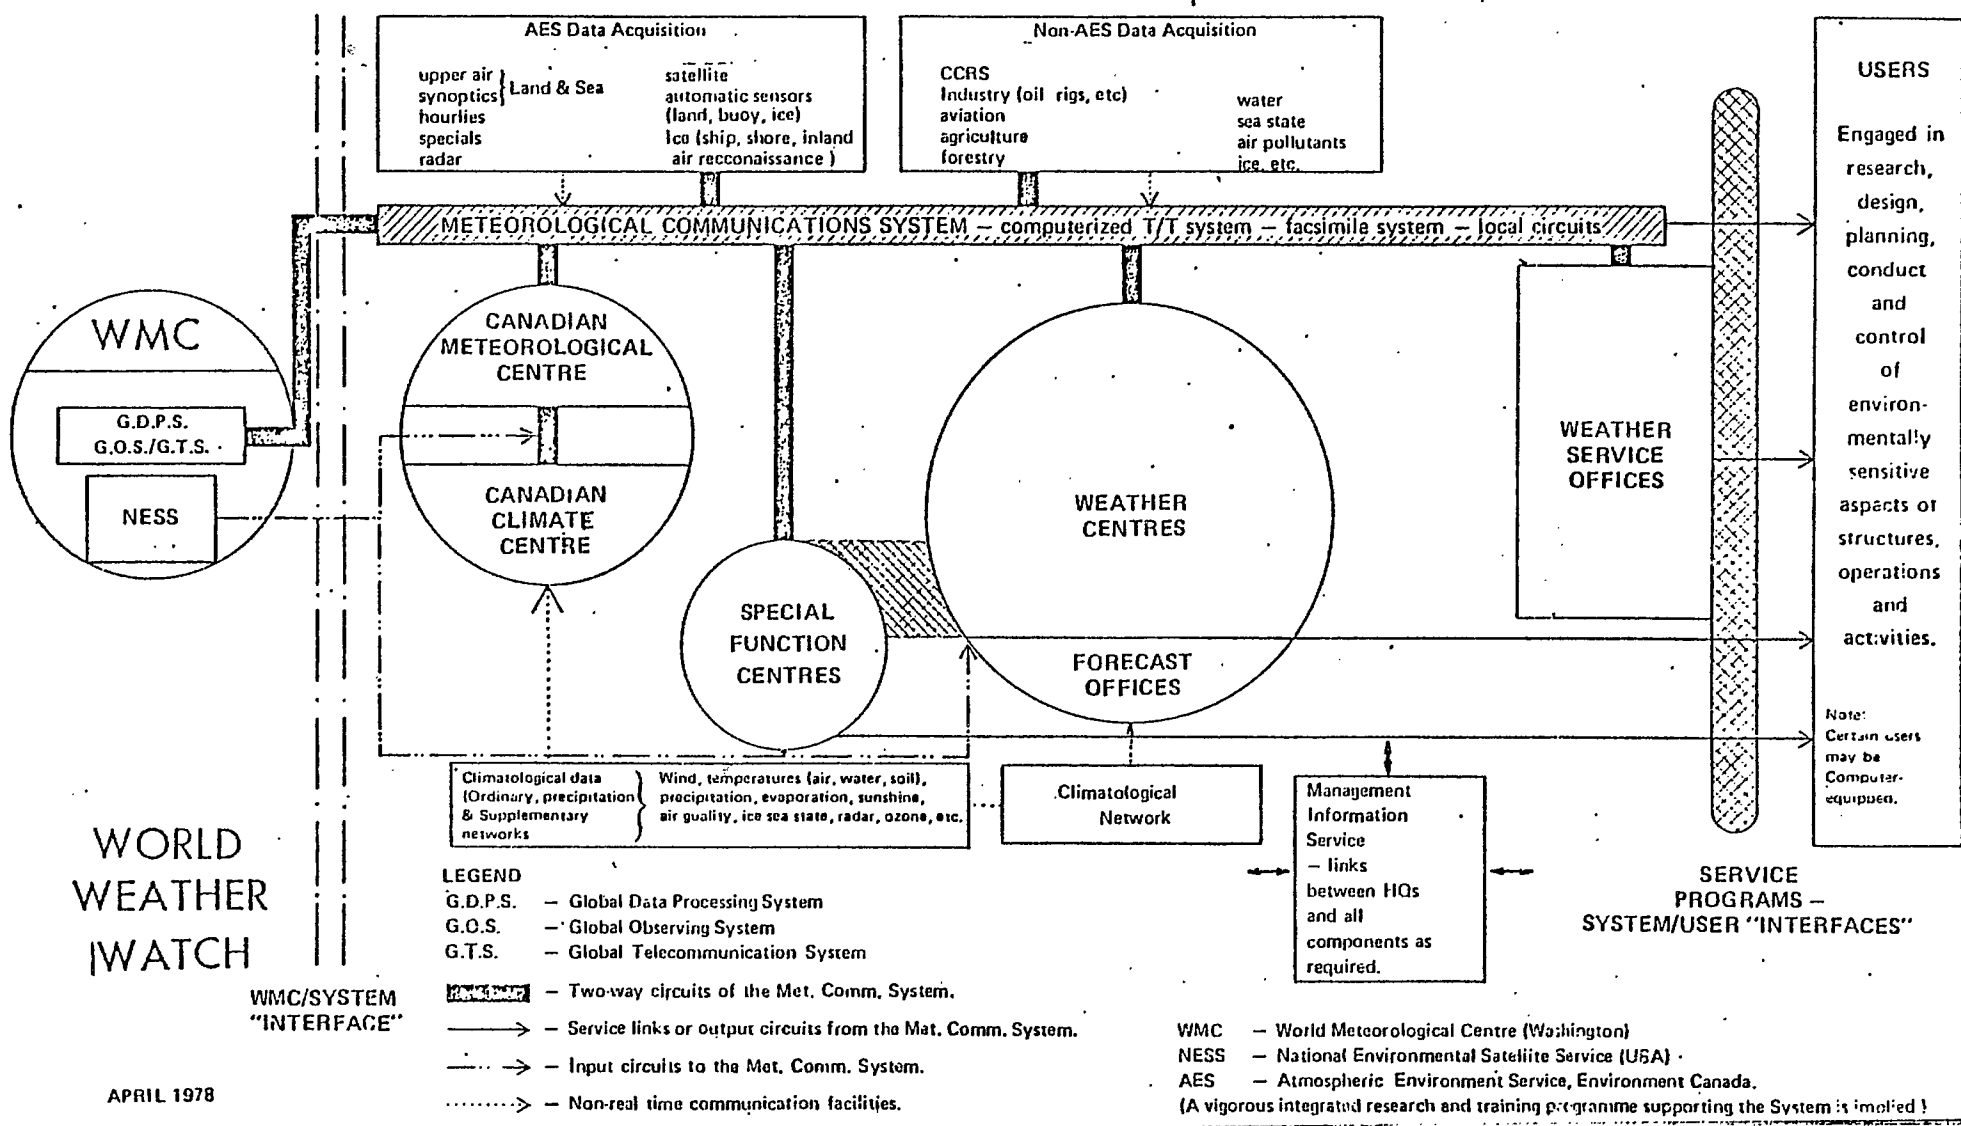 AES Data Acquisition
upper air
synoptics
Land & Sea
hourlies
specials
radar
satellite
automatic sensors
(land, buoy, ice)
Ice (ship, shore, inland
air recconaissance )
Non-AES Data Acquisition
CCRS
Industry (oil rigs, etc)
aviation
agriculture
forestry
water
sea state
air pollutants
ice, etc.
METEOROLOGICAL COMMUNICATIONS SYSTEM – computerized T/T system – facsimile system – local circuits
WMC
G.D.P.S.
G.O.S./G.T.S.
NESS
CANADIAN
METEOROLOGICAL
CENTRE
CANADIAN
CLIMATE
CENTRE
SPECIAL
FUNCTION
CENTRES
WEATHER
CENTRES
FORECAST
OFFICES
WEATHER
SERVICE
OFFICES
USERS
Engaged in
research,
design,
planning,
conduct
and
control
of
environ-
mentally
sensitive
aspects of
structures,
operations
and
activities.
Note:
Certain users
may be
Computer-
equipped.
Climatological data
(Ordinary, precipitation
& Supplementary
networks
Wind, temperatures (air, water, soil),
precipitation, evaporation, sunshine,
air quality, ice sea state, radar, ozone, etc.
Climatological
Network
Management
Information
Service
– links
between HQs
and all
components as
required.
SERVICE
PROGRAMS –
SYSTEM/USER "INTERFACES"
WORLD
WEATHER
WATCH
WMC/SYSTEM
"INTERFACE"
LEGEND
G.D.P.S. – Global Data Processing System
G.O.S. – Global Observing System
G.T.S. – Global Telecommunication System
– Two-way circuits of the Met. Comm. System.
– Service links or output circuits from the Met. Comm. System.
– Input circuits to the Met. Comm. System.
– Non-real time communication facilities.
WMC – World Meteorological Centre (Washington)
NESS – National Environmental Satellite Service (USA)
AES – Atmospheric Environment Service, Environment Canada.
(A vigorous integrated research and training programme supporting the System is implied )
APRIL 1978